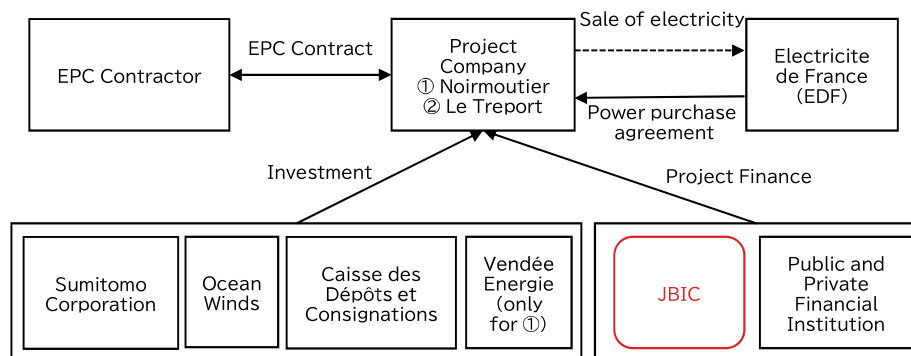 EPC Contractor
EPC Contract
Project
Company
① Noirmoutier
② Le Treport
Sale of electricity
Power purchase
agreement
Electricite
de France
(EDF)
Investment
Project Finance
Sumitomo
Corporation
Ocean
Winds
Caisse des
Dépôts et
Consignations
Vendée
Energie
(only
for ①)
JBIC
Public and
Private
Financial
Institution